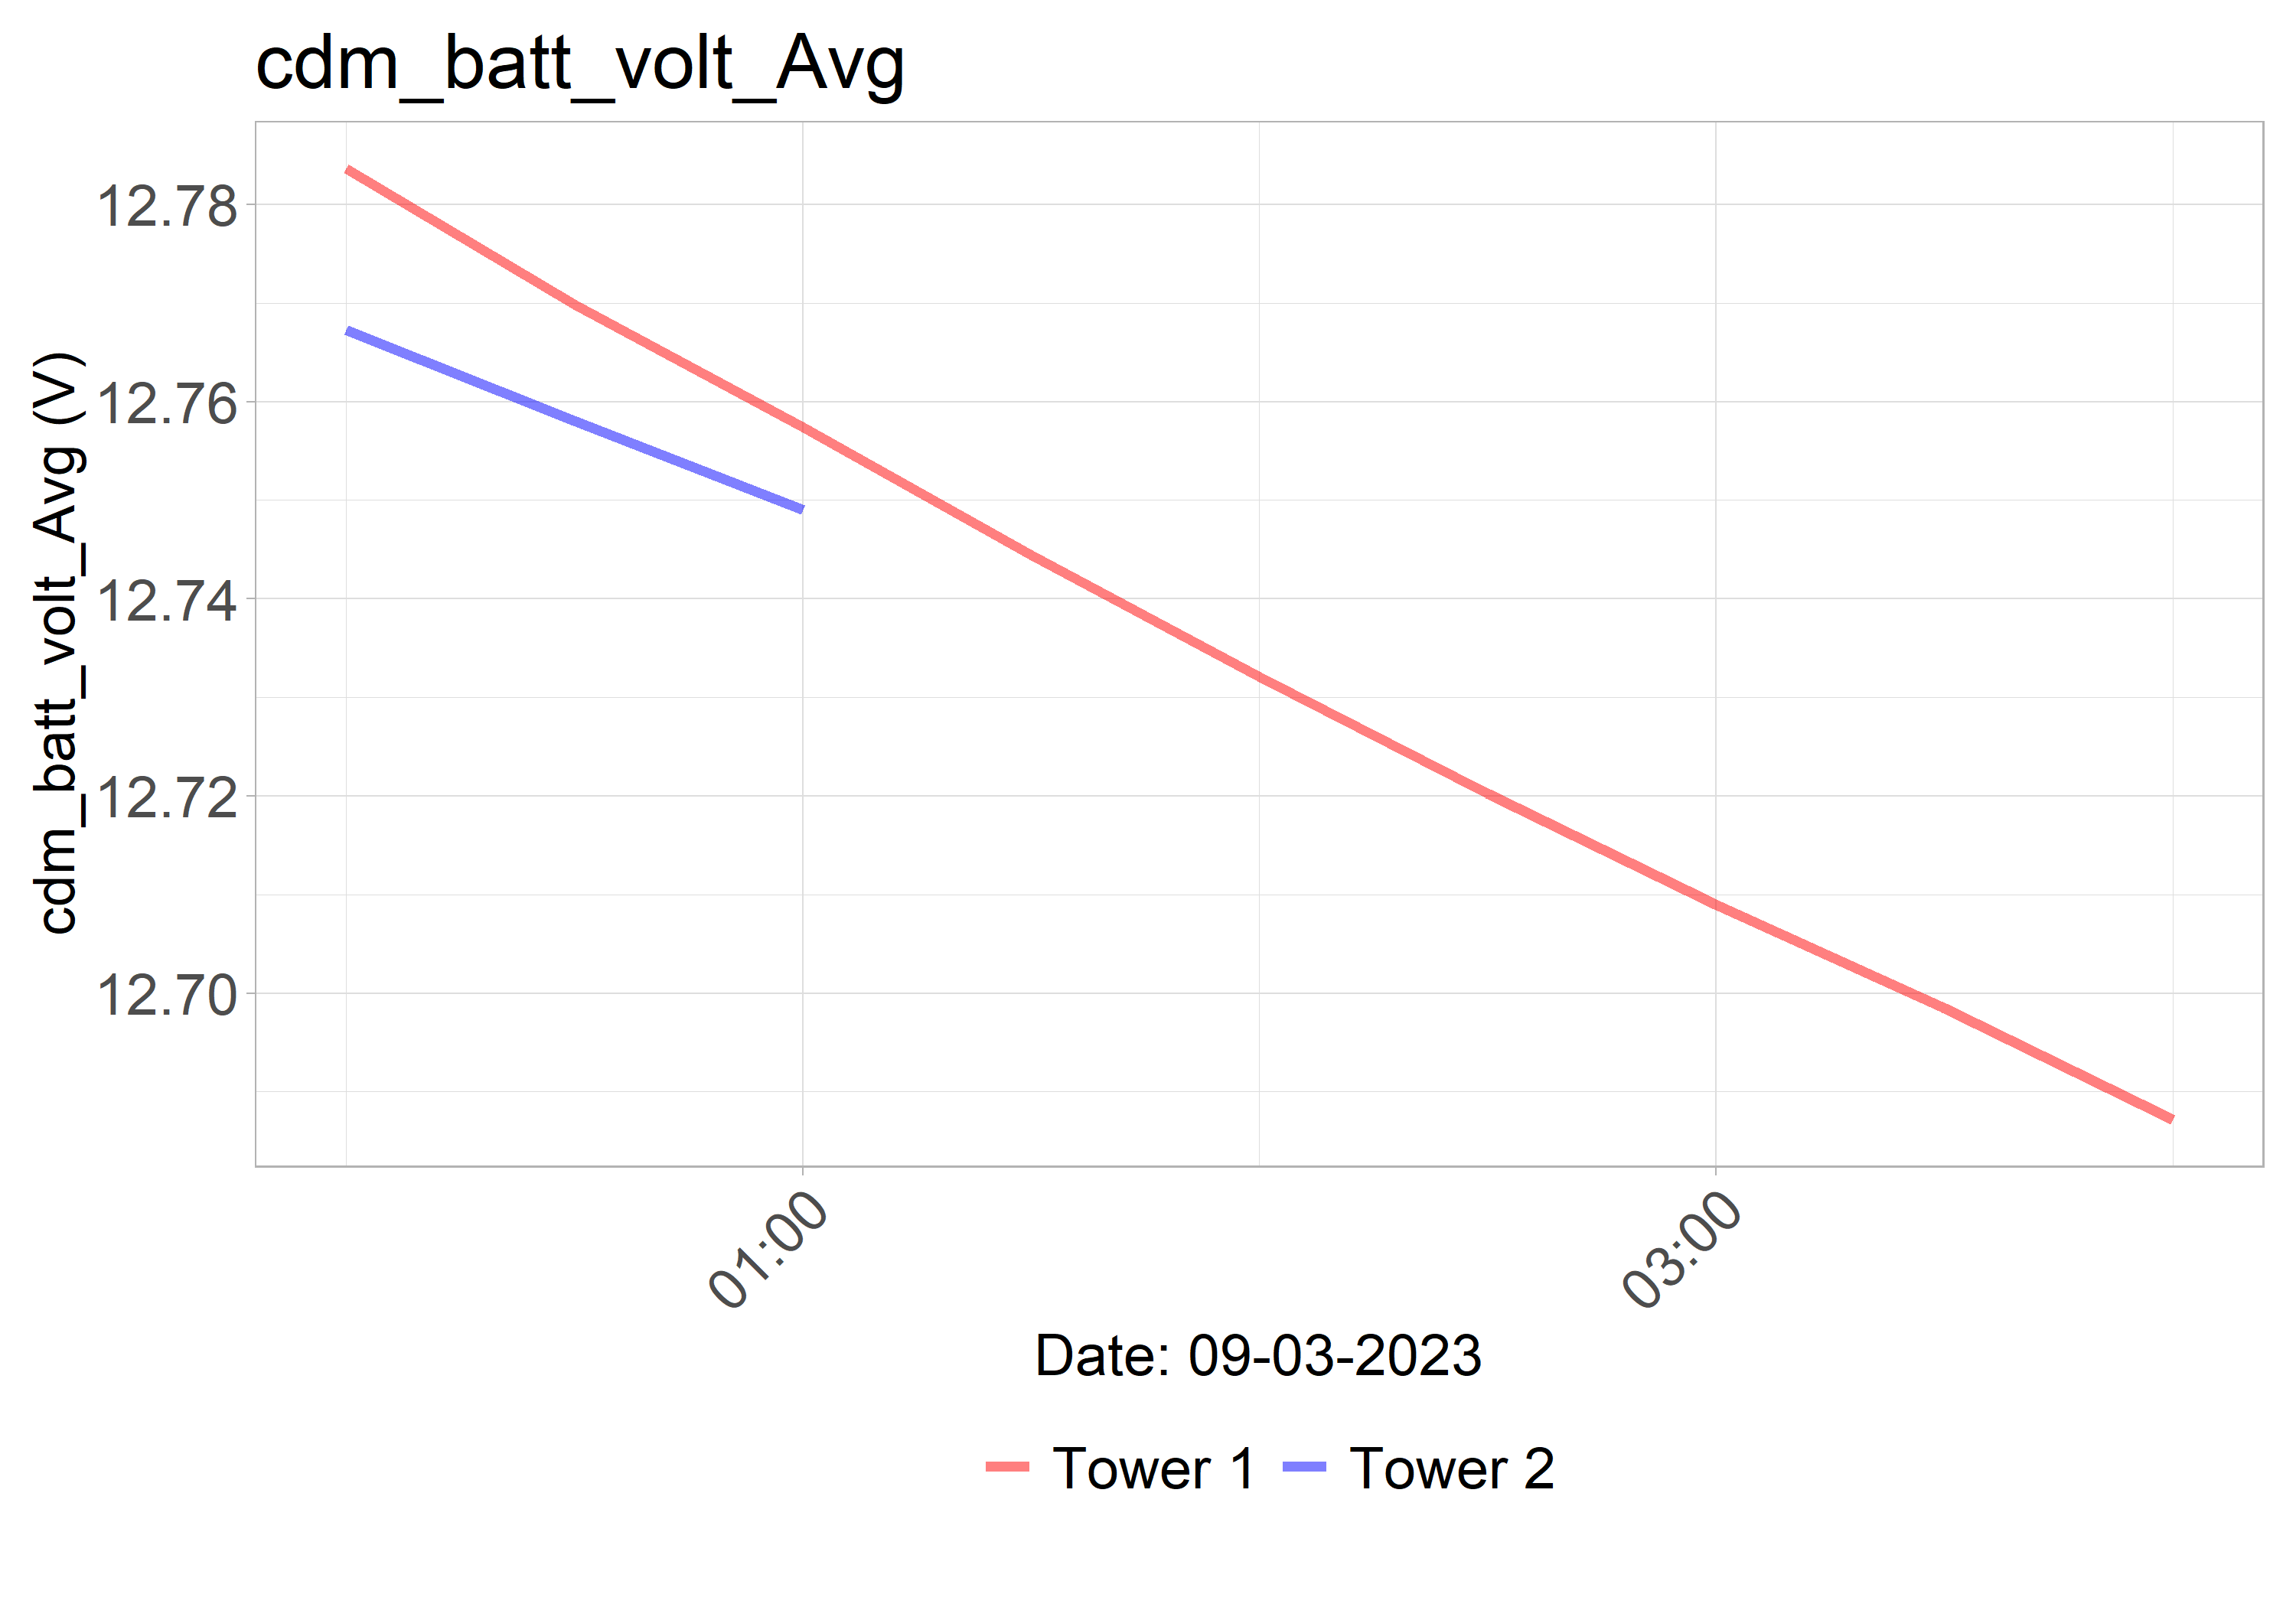 cdm_batt_volt_Avg
cdm_batt_volt_Avg (V)
12.78
12.76
12.74
12.72
12.70
01:00
03:00
Date: 09-03-2023
Tower 1 Tower 2